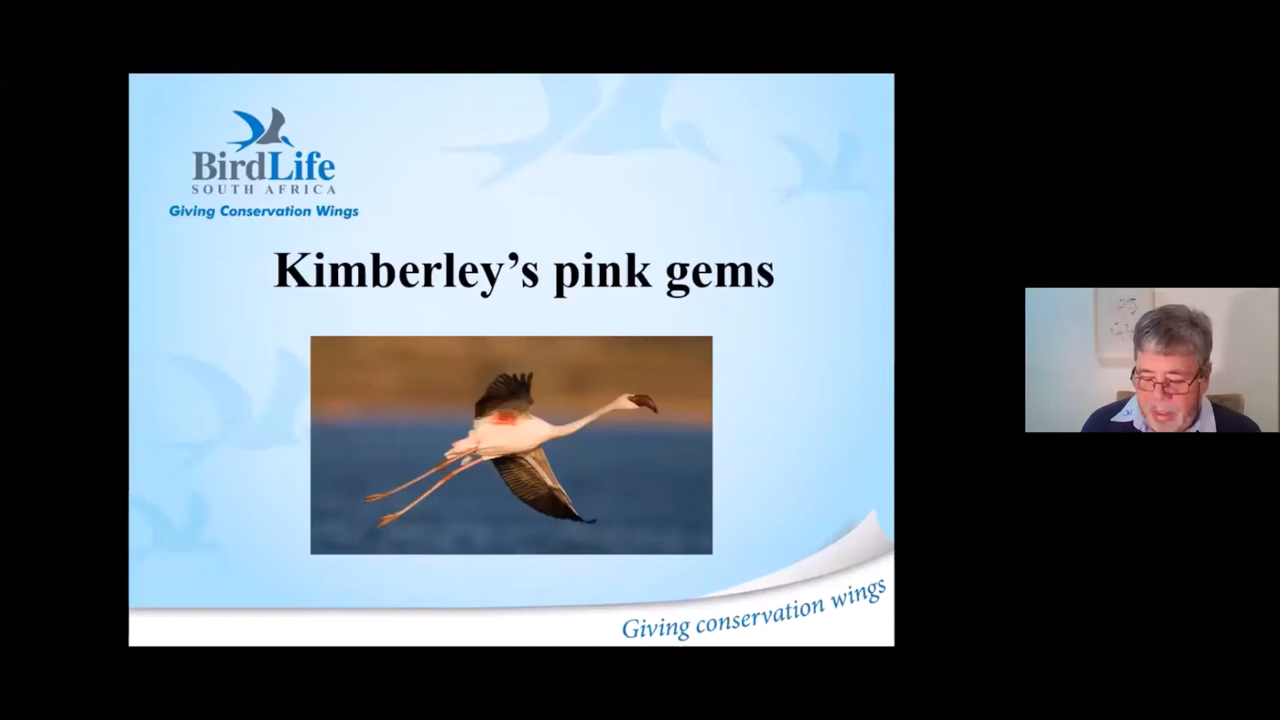 BirdLife
SOUTH AFRICA
Giving Conservation Wings
Kimberley’s pink gems
Giving conservation wings